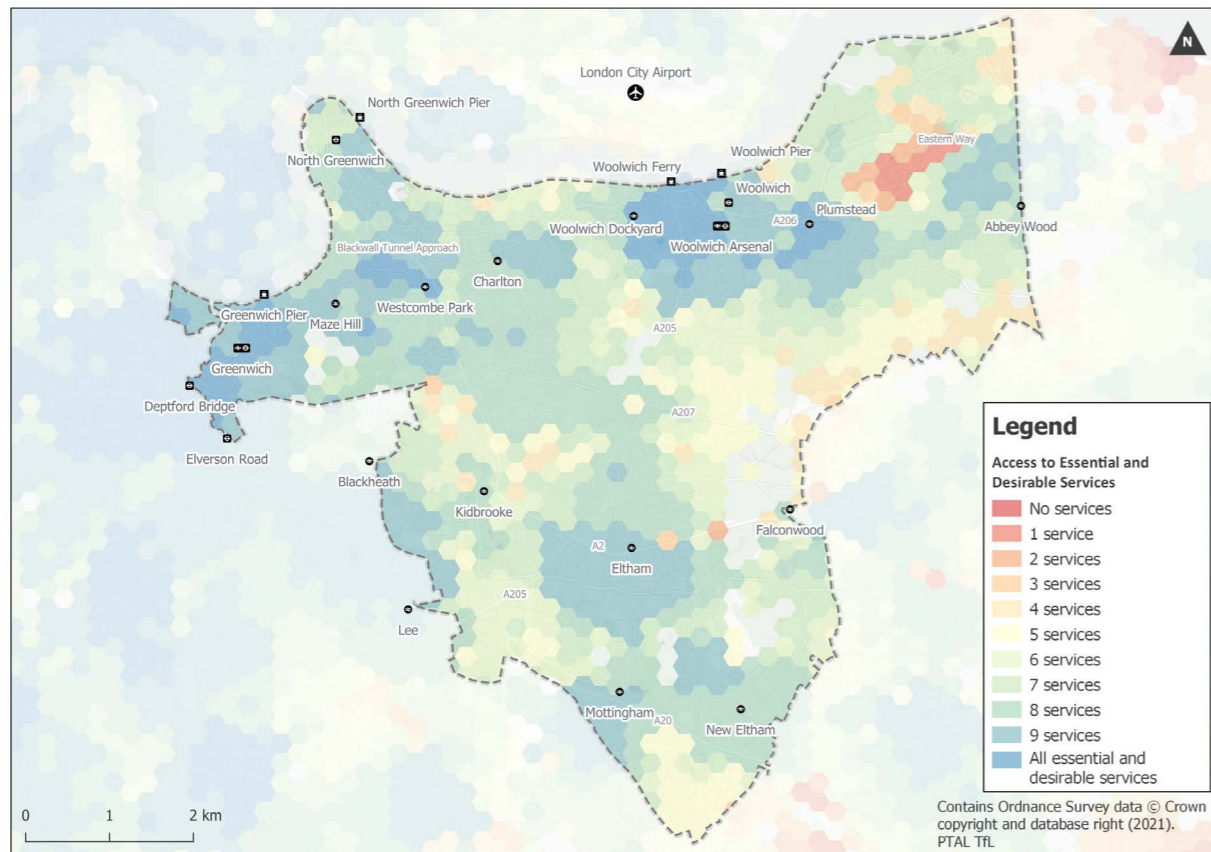 N
London City Airport
North Greenwich Pier
North Greenwich
Eastern Way
Woolwich Pier
Woolwich Ferry
Woolwich
Plumstead
Abbey Wood
Woolwich Dockyard
A206
Woolwich Arsenal
Blackwall Tunnel Approach
Charlton
Westcombe Park
Greenwich Pier
Maze Hill
A205
Greenwich
Deptford Bridge
A207
Elverson Road
Blackheath
Kidbrooke
Falconwood
A2
Eltham
A205
Lee
Mottingham
A20
New Eltham
Legend
Access to Essential and
Desirable Services
No services
1 service
2 services
3 services
4 services
5 services
6 services
7 services
8 services
9 services
All essential and
desirable services
0 1 2 km
Contains Ordnance Survey data © Crown
copyright and database right (2021).
PTAL TfL